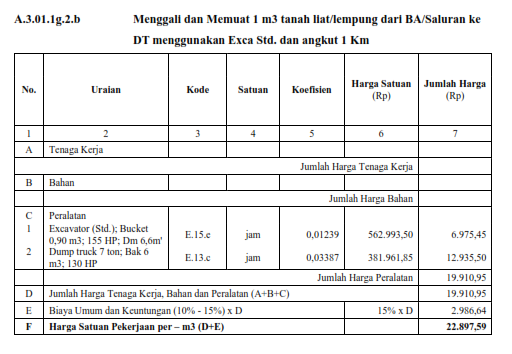 A.3.01.1g.2.b Menggali dan Memuat 1 m3 tanah liat/lempung dari BA/Saluran ke
DT menggunakan Exca Std. dan angkut 1 Km
No. Uraian Kode Satuan Koefisien Harga Satuan (Rp) Jumlah Harga (Rp)
1 2 3 4 5 6 7
A Tenaga Kerja
Jumlah Harga Tenaga Kerja
B Bahan
Jumlah Harga Bahan
C Peralatan
1 Excavator (Std.); Bucket
0,90 m3; 155 HP; Dm 6,6m' E.15.e jam 0,01239 562.993,50 6.975,45
2 Dump truck 7 ton; Bak 6
m3; 130 HP E.13.c jam 0,03387 381.961,85 12.935,50
Jumlah Harga Peralatan 19.910,95
D Jumlah Harga Tenaga Kerja, Bahan dan Peralatan (A+B+C) 19.910,95
E Biaya Umum dan Keuntungan (10% - 15%) x D 15% x D 2.986,64
F Harga Satuan Pekerjaan per – m3 (D+E) 22.897,59